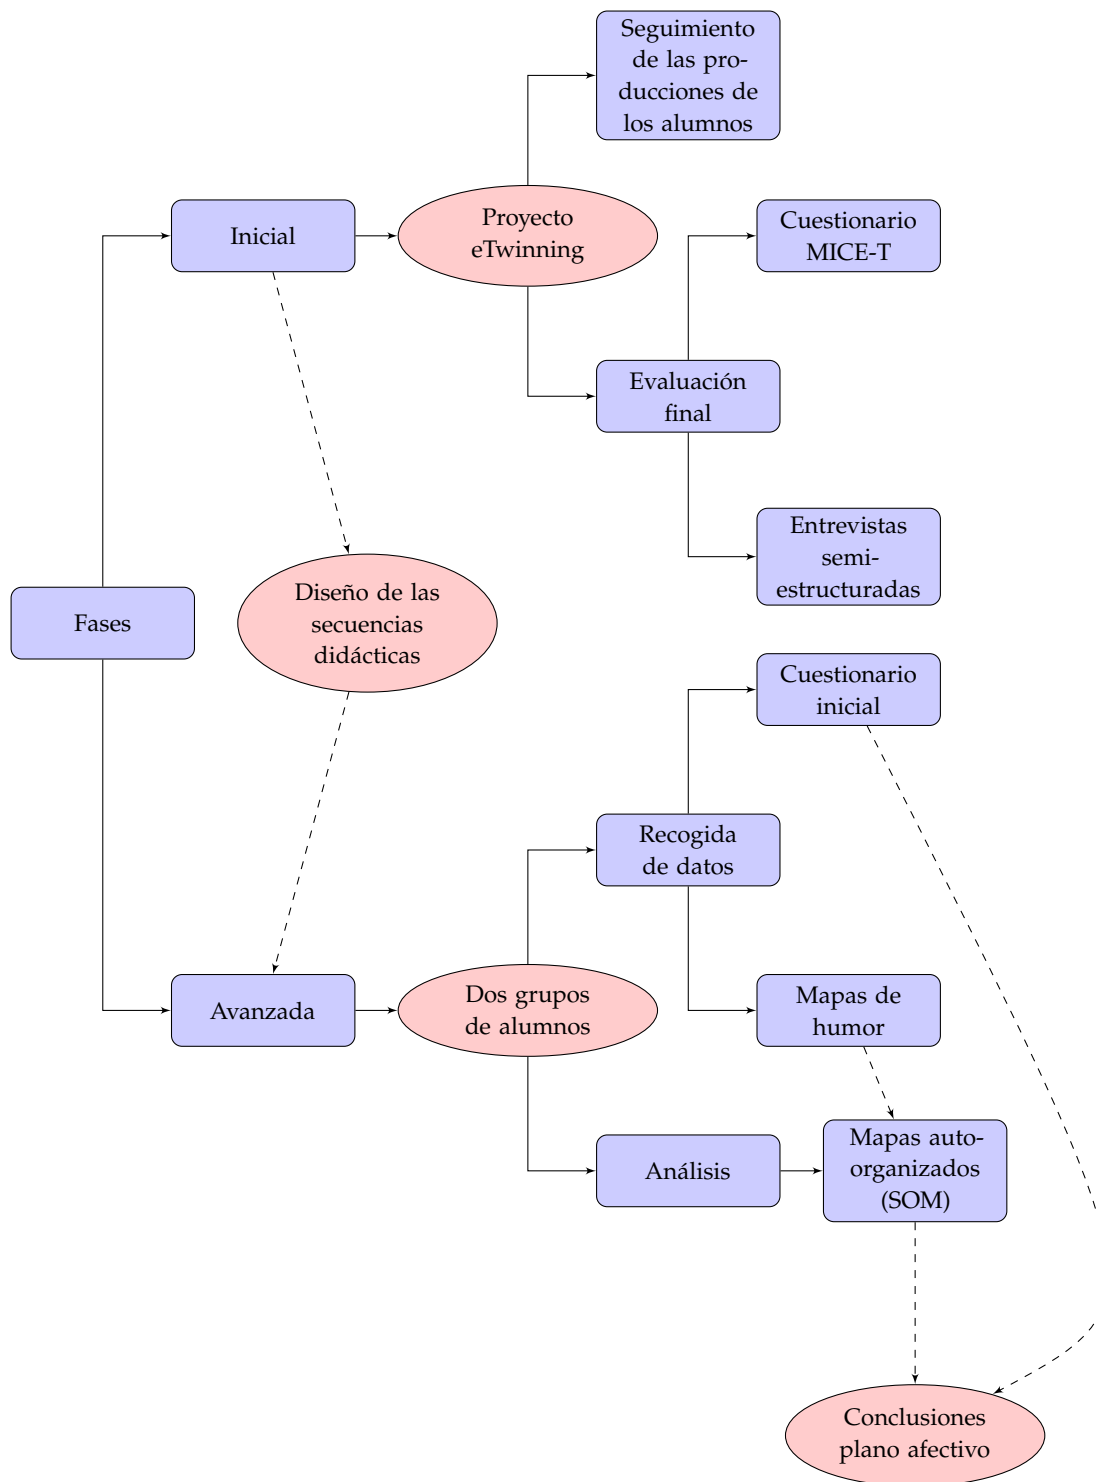 Seguimiento
de las pro-
ducciones de
los alumnos
Inicial
Proyecto
eTwinning
Cuestionario
MICE-T
Evaluación
final
Entrevistas
semi-
estructuradas
Fases
Diseño de las
secuencias
didácticas
Cuestionario
inicial
Recogida
de datos
Avanzada
Dos grupos
de alumnos
Mapas de
humor
Análisis
Mapas auto-
organizados
(SOM)
Conclusiones
plano afectivo